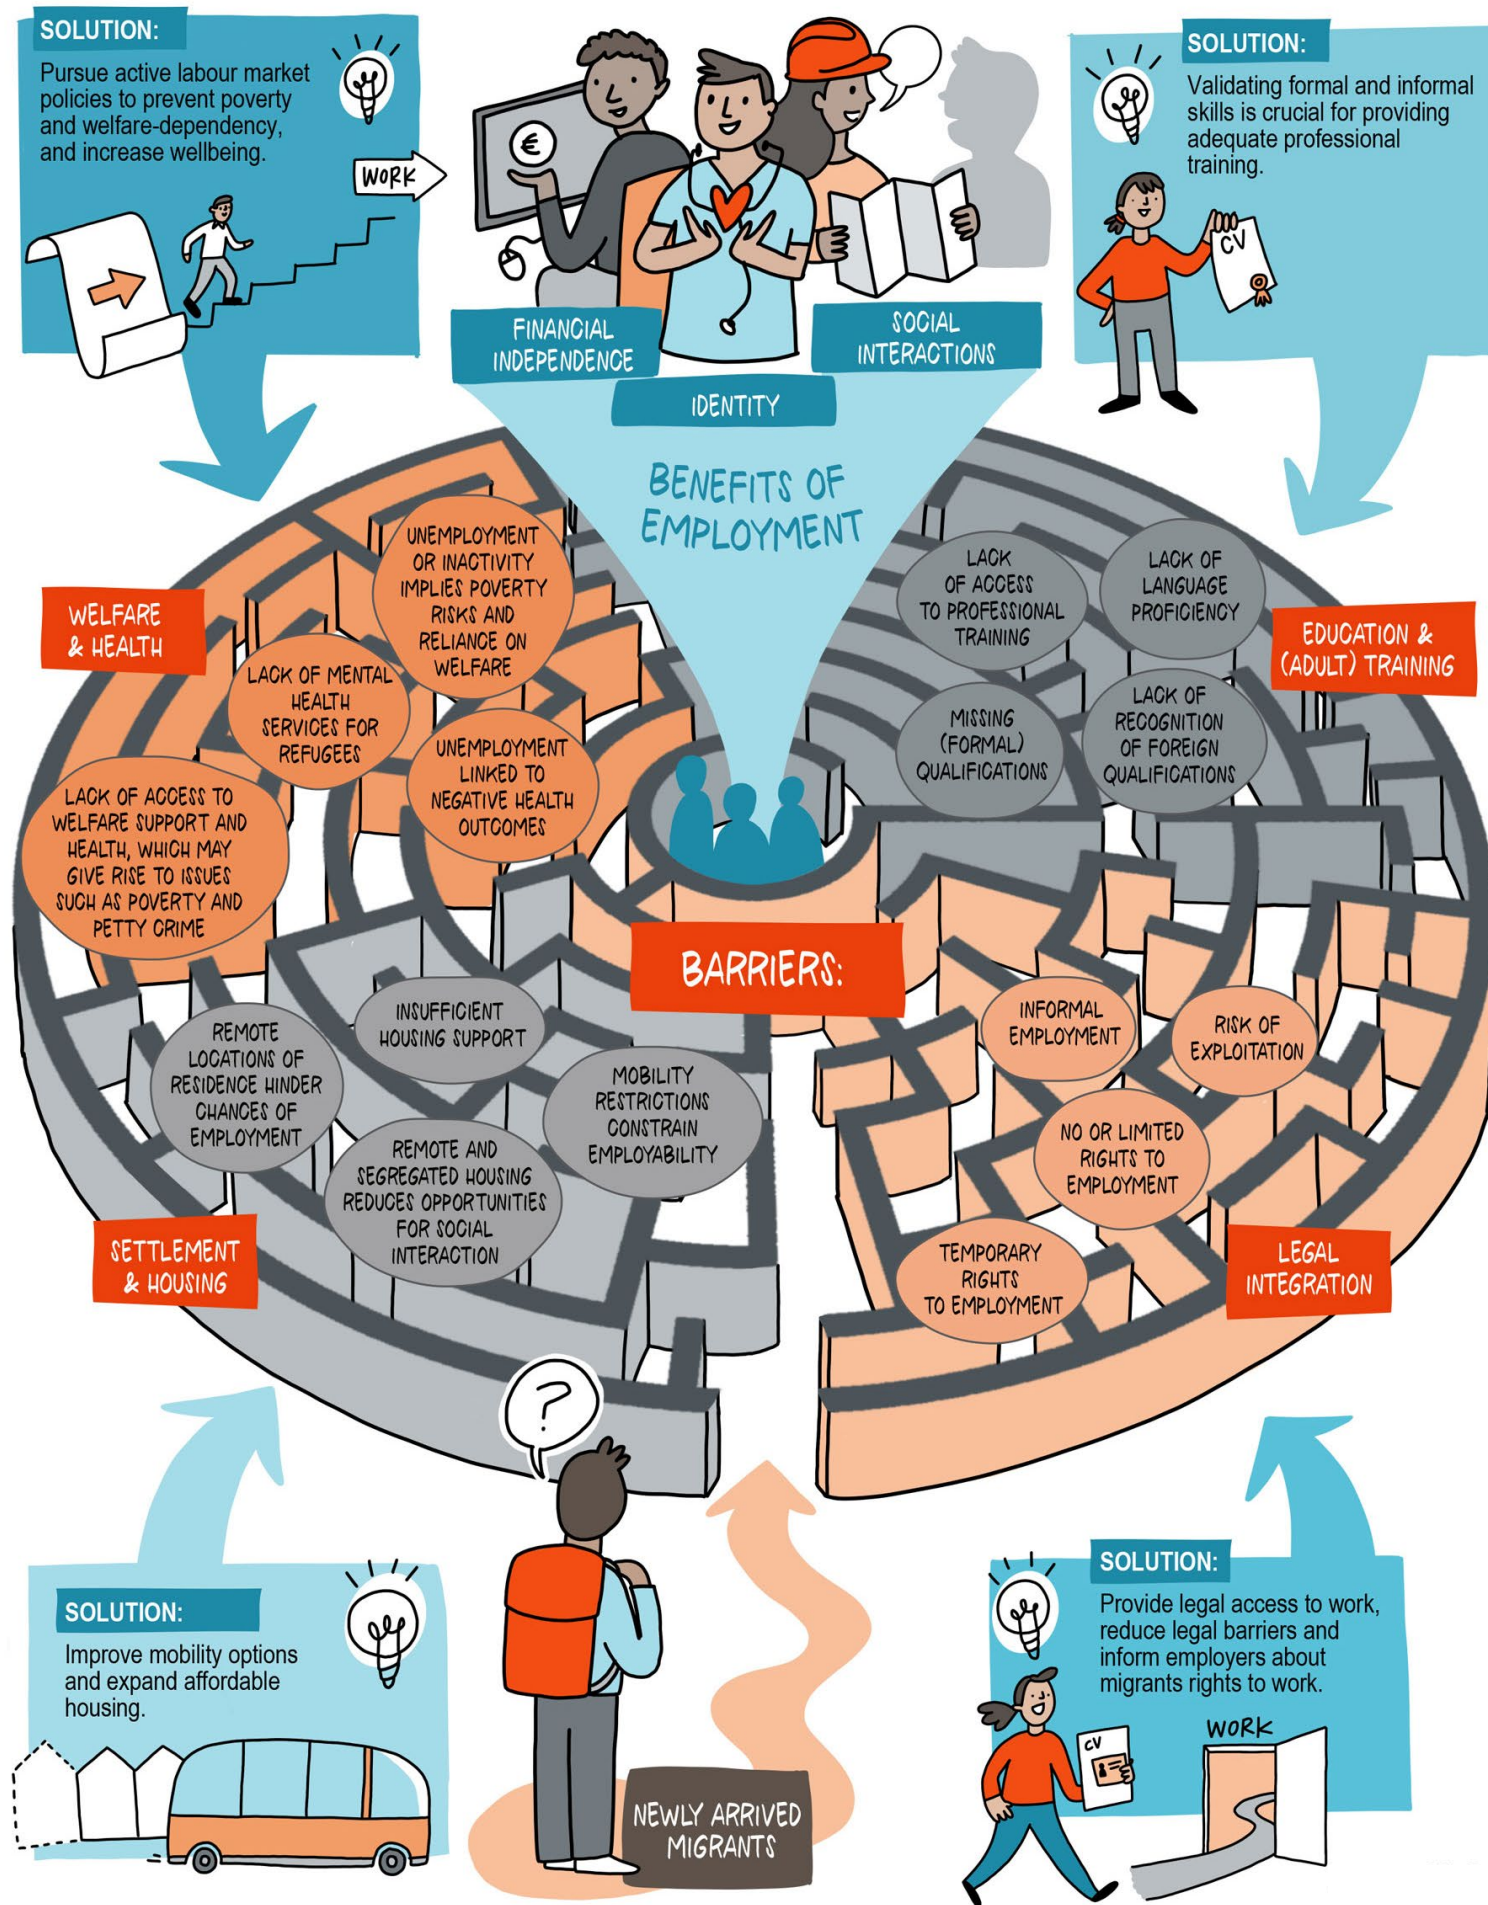 SOLUTION:
Pursue active labour market
policies to prevent poverty
and welfare-dependency,
and increase wellbeing.
WORK
€
FINANCIAL
INDEPENDENCE
IDENTITY
SOCIAL
INTERACTIONS
BENEFITS OF
EMPLOYMENT
SOLUTION:
Validating formal and informal
skills is crucial for providing
adequate professional
training.
CV
WELFARE
& HEALTH
UNEMPLOYMENT
OR INACTIVITY
IMPLIES POVERTY
RISKS AND
RELIANCE ON
WELFARE
LACK OF MENTAL
HEALTH
SERVICES FOR
REFUGEES
UNEMPLOYMENT
LINKED TO
NEGATIVE HEALTH
OUTCOMES
LACK OF ACCESS TO
WELFARE SUPPORT AND
HEALTH, WHICH MAY
GIVE RISE TO ISSUES
SUCH AS POVERTY AND
PETTY CRIME
EDUCATION &
(ADULT) TRAINING
LACK
OF ACCESS
TO PROFESSIONAL
TRAINING
LACK OF
LANGUAGE
PROFICIENCY
MISSING
(FORMAL)
QUALIFICATIONS
LACK OF
RECOGNITION
OF FOREIGN
QUALIFICATIONS
BARRIERS:
INSUFFICIENT
HOUSING SUPPORT
REMOTE
LOCATIONS OF
RESIDENCE HINDER
CHANCES OF
EMPLOYMENT
MOBILITY
RESTRICTIONS
CONSTRAIN
EMPLOYABILITY
REMOTE AND
SEGREGATED HOUSING
REDUCES OPPORTUNITIES
FOR SOCIAL
INTERACTION
SETTLEMENT
& HOUSING
INFORMAL
EMPLOYMENT
RISK OF
EXPLOITATION
NO OR LIMITED
RIGHTS TO
EMPLOYMENT
TEMPORARY
RIGHTS
TO EMPLOYMENT
LEGAL
INTEGRATION
?
SOLUTION:
Improve mobility options
and expand affordable
housing.
NEWLY ARRIVED
MIGRANTS
SOLUTION:
Provide legal access to work,
reduce legal barriers and
inform employers about
migrants rights to work.
CV
WORK